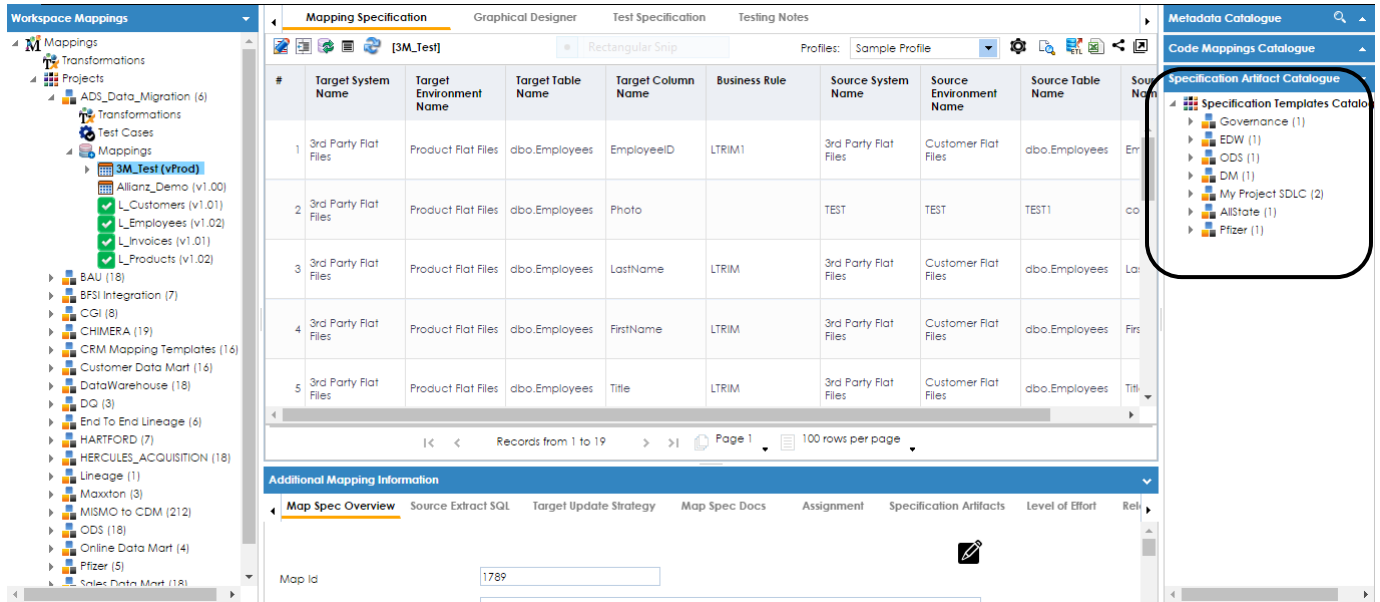 Workspace Mappings
Mappings
Transformations
Projects
ADS_Data_Migration (6)
Transformations
Test Cases
Mappings
3M_Test (vProd)
Allianz_Demo (v1.00)
L_Customers (v1.01)
L_Employees (v1.02)
L_Invoices (v1.01)
L_Products (v1.02)
BAU (18)
BFSI Integration (7)
CGI (8)
CHIMERA (19)
CRM Mapping Templates (16)
Customer Data Mart (16)
DataWarehouse (18)
DQ (3)
End To End Lineage (6)
HARTFORD (7)
HERCULES_ACQUISITION (18)
Lineage (1)
Maxxton (3)
MISMO to CDM (212)
ODS (18)
Online Data Mart (4)
Pfizer (5)
Sales Data Mart (18)
Mapping Specification Graphical Designer Test Specification Testing Notes
[3M_Test] Rectangular Snip Profiles: Sample Profile ETL
# Target System Name Target Environment Name Target Table Name Target Column Name Business Rule Source System Name Source Environment Name Source Table Name Sour Nam
1 3rd Party Flat Files Product Flat Files dbo.Employees EmployeeID LTRIM1 3rd Party Flat Files Customer Flat Files dbo.Employees Em
2 3rd Party Flat Files Product Flat Files dbo.Employees Photo TEST TEST TEST1 co
3 3rd Party Flat Files Product Flat Files dbo.Employees LastName LTRIM 3rd Party Flat Files Customer Flat Files dbo.Employees Las
4 3rd Party Flat Files Product Flat Files dbo.Employees FirstName LTRIM 3rd Party Flat Files Customer Flat Files dbo.Employees Firs
5 3rd Party Flat Files Product Flat Files dbo.Employees Title LTRIM 3rd Party Flat Files Customer Flat Files dbo.Employees Titl
Records from 1 to 19 Page 1 100 rows per page
Additional Mapping Information
Map Spec Overview Source Extract SQL Target Update Strategy Map Spec Docs Assignment Specification Artifacts Level of Effort Rela
Map Id 1789
Metadata Catalogue
Code Mappings Catalogue
Specification Artifact Catalogue
Specification Templates Catalo
Governance (1)
EDW (1)
ODS (1)
DM (1)
My Project SDLC (2)
AllState (1)
Pfizer (1)